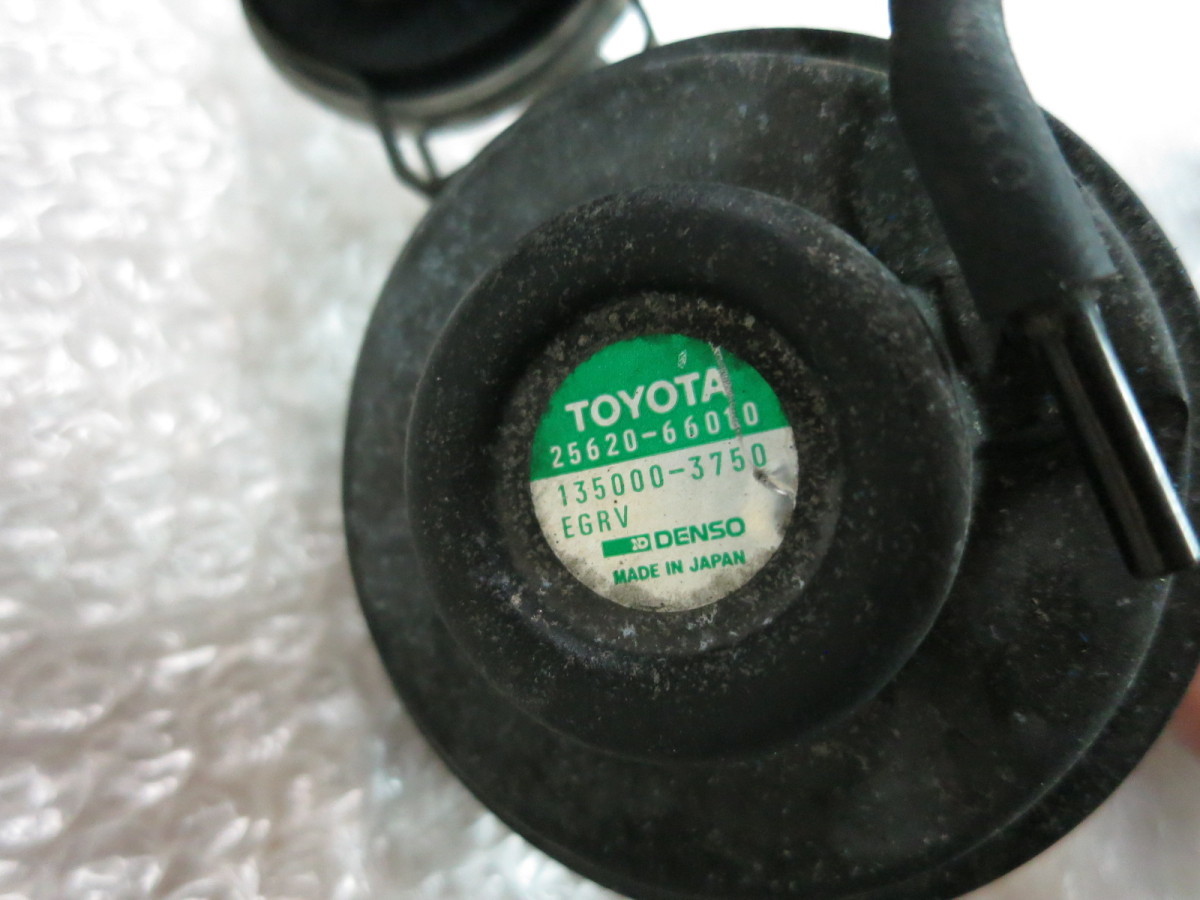 TOYOTA
25620-66010
135000-3750
EGRV
DENSO
MADE IN JAPAN